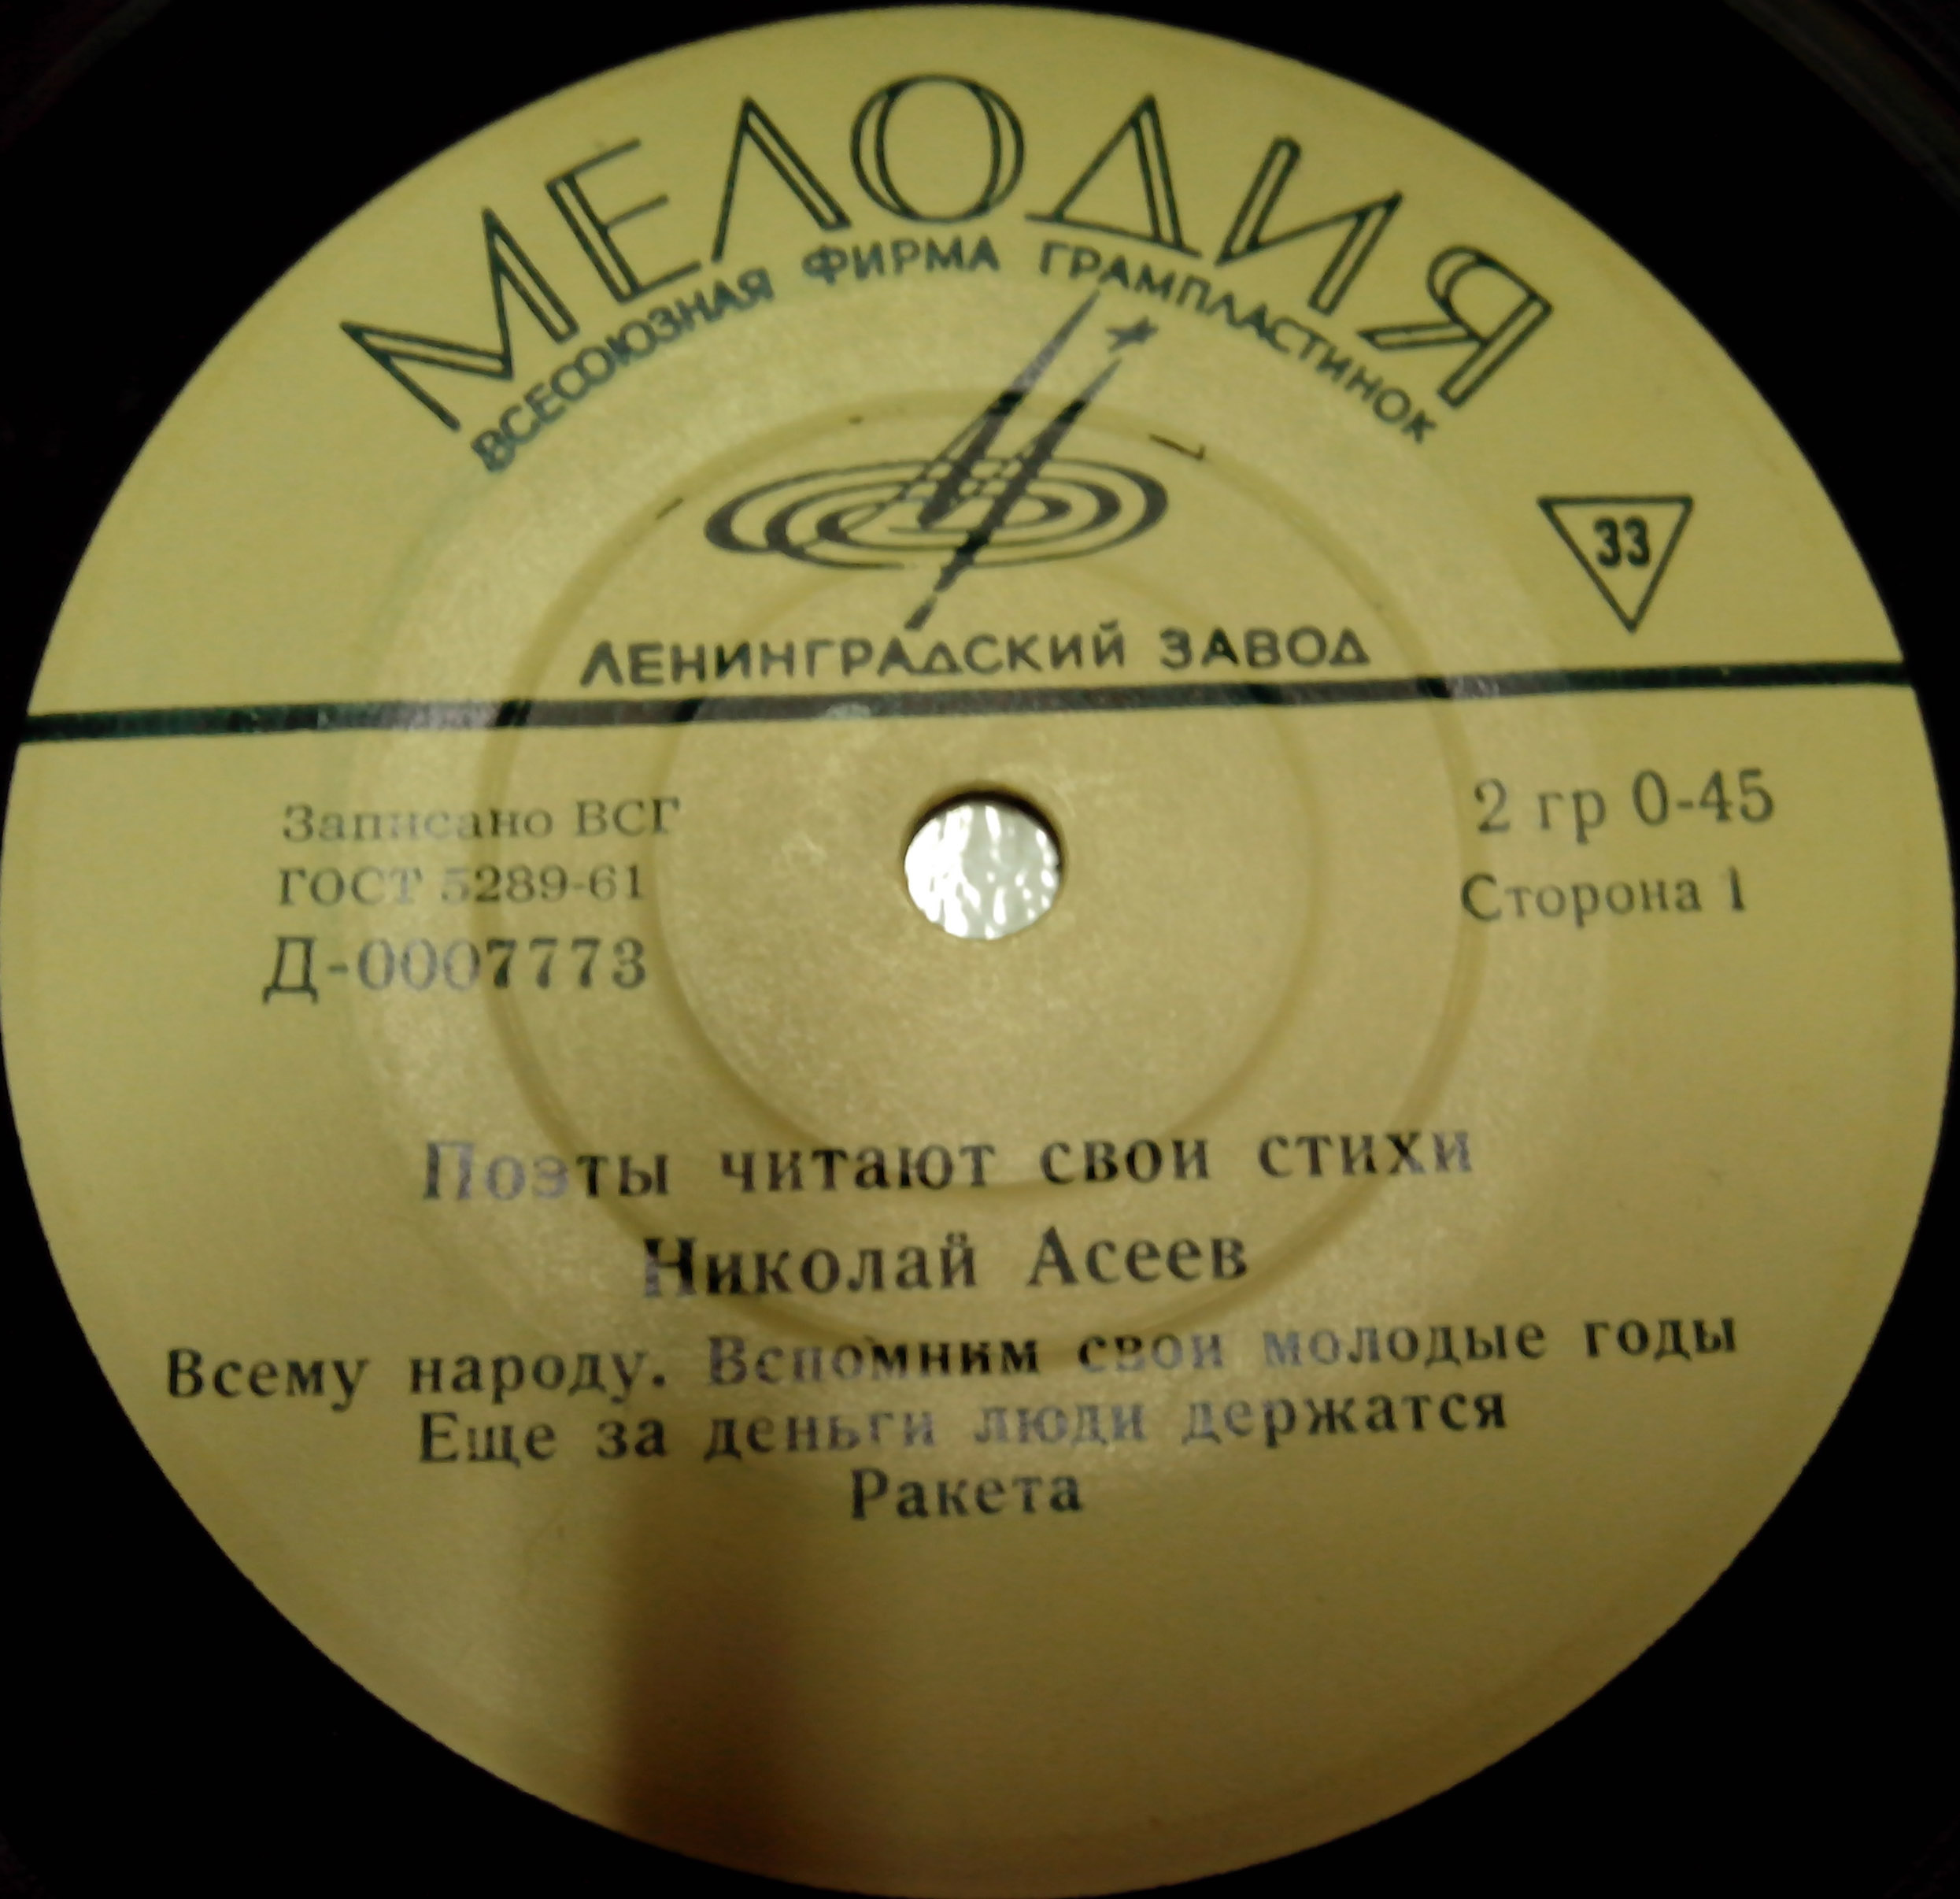 МЕЛОДИЯ
ВСЕСОЮЗНАЯ ФИРМА ГРАМПЛАСТИНОК
33
ЛЕНИНГРАДСКИЙ ЗАВОД
Записано ВСГ
ГОСТ 5289-61
Д-0007773
2 гр 0-45
Сторона 1
Поэты читают свои стихи
Николай Асеев
Всему народу. Вспомним свои молодые годы
Еще за деньги люди держатся
Ракета